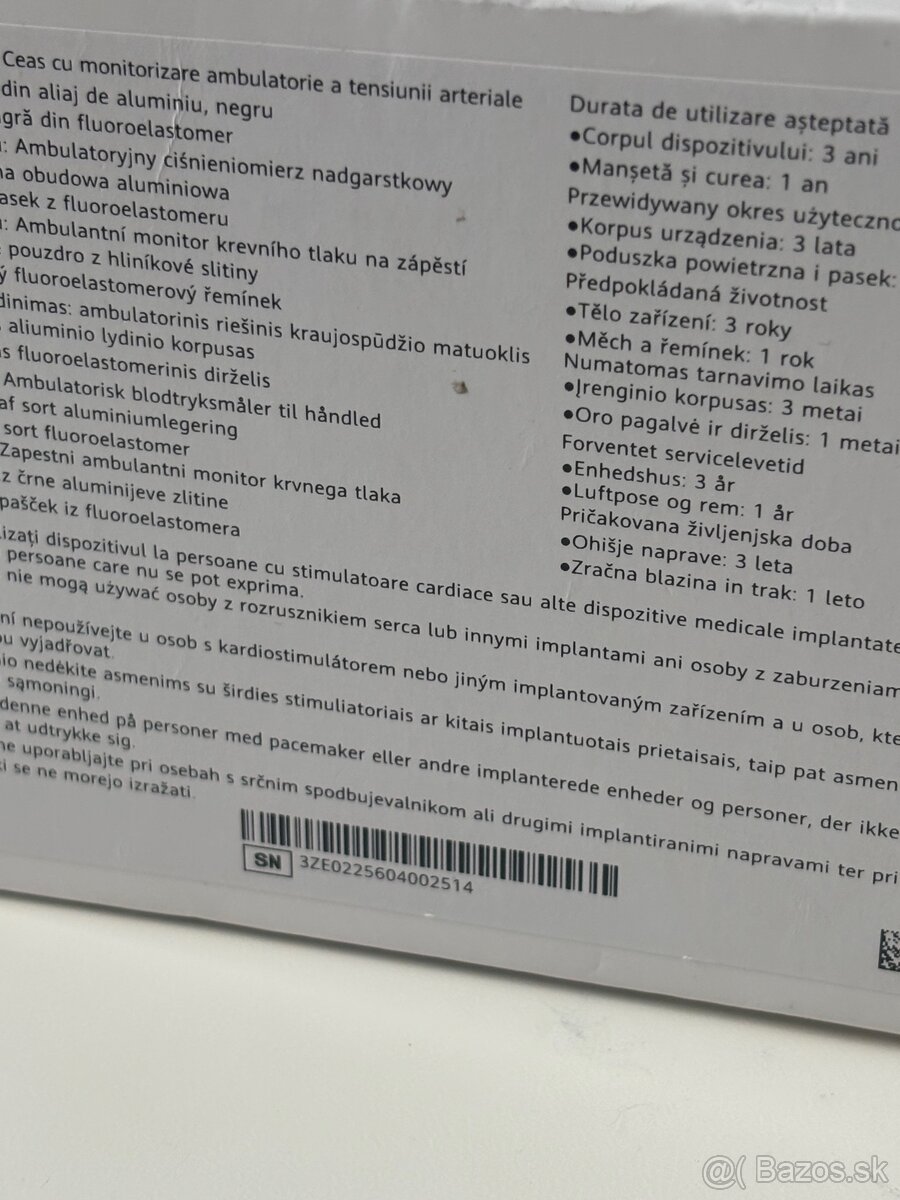 Ceas cu monitorizare ambulatorie a tensiunii arteriale
din aliaj de aluminiu, negru
gră din fluoroelastomer
: Ambulatoryjny ciśnieniomierz nadgarstkowy
na obudowa aluminiowa
asek z fluoroelastomeru
: Ambulantní monitor krevního tlaku na zápěstí
pouzdro z hliníkové slitiny
ý fluoroelastomerový řemínek
dinimas: ambulatorinis riešinis kraujospūdžio matuoklis
aliuminio lydinio korpusas
s fluoroelastomerinis dirželis
Ambulatorisk blodtryksmåler til håndled
af sort aluminiumlegering
sort fluoroelastomer
Zapestni ambulantni monitor krvnega tlaka
z črne aluminijeve zlitine
pašček iz fluoroelastomera
Durata de utilizare așteptată
•Corpul dispozitivului: 3 ani
•Manșetă și curea: 1 an
Przewidywany okres użyteczno
•Korpus urządzenia: 3 lata
•Poduszka powietrzna i pasek:
Předpokládaná životnost
•Tělo zařízení: 3 roky
•Měch a řemínek: 1 rok
Numatomas tarnavimo laikas
•Įrenginio korpusas: 3 metai
•Oro pagalvė ir dirželis: 1 metai
Forventet servicelevetid
•Enhedshus: 3 år
•Luftpose og rem: 1 år
Pričakovana življenjska doba
•Ohišje naprave: 3 leta
•Zračna blazina in trak: 1 leto
lizați dispozitivul la persoane cu stimulatoare cardiace sau alte dispozitive medicale implantate
persoane care nu se pot exprima.
nie mogą używać osoby z rozrusznikiem serca lub innymi implantami ani osoby z zaburzeniam
ní nepoužívejte u osob s kardiostimulátorem nebo jiným implantovaným zařízením a u osob, kte
ou vyjadřovat.
io nedėkite asmenims su širdies stimuliatoriais ar kitais implantuotais prietaisais, taip pat asmen
sąmoningi.
denne enhed på personer med pacemaker eller andre implanterede enheder og personer, der ikke
at udtrykke sig.
ne uporabljajte pri osebah s srčnim spodbujevalnikom ali drugimi implantiranimi napravami ter pri
ki se ne morejo izražati.
SN 3ZE0225604002514
@( Bazos.sk